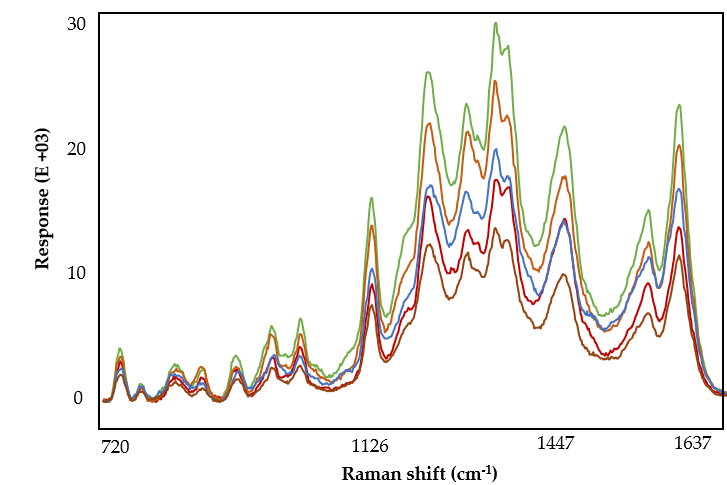 30
20
10
0
Response (E +03)
720 1126 1447 1637
Raman shift (cm-1)